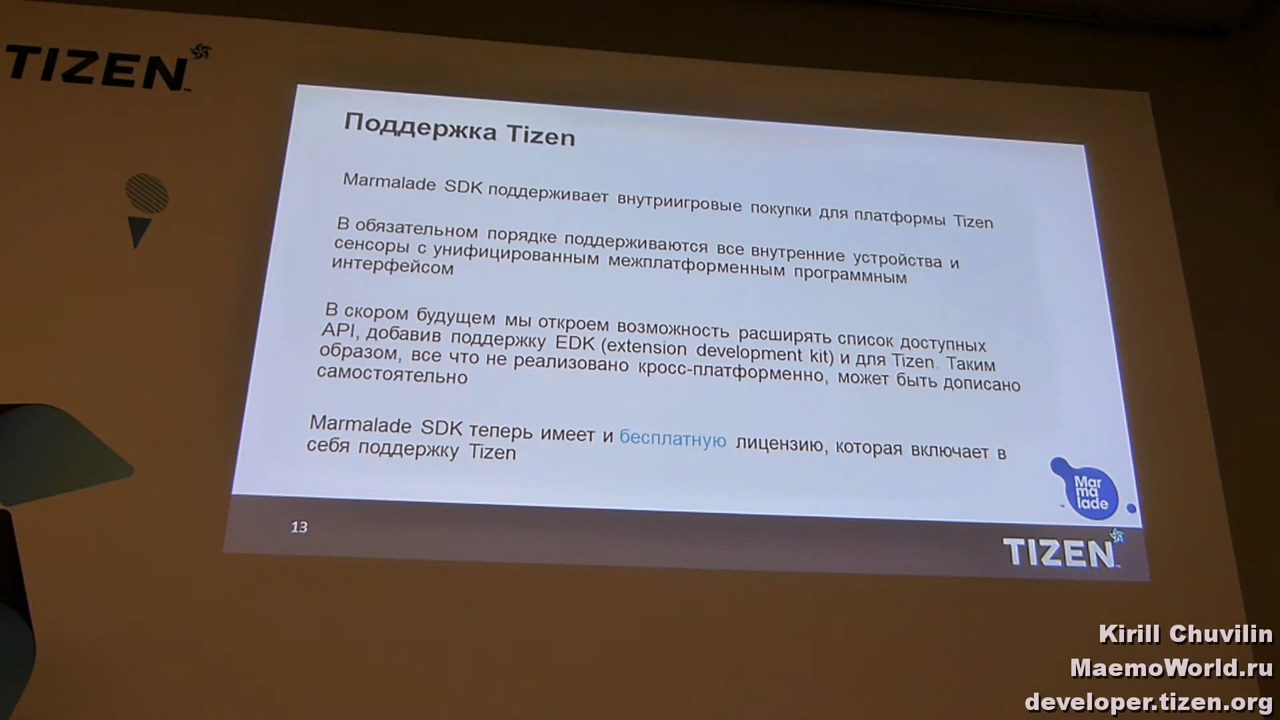 TIZEN™
Поддержка Tizen
Marmalade SDK поддерживает внутриигровые покупки для платформы Tizen
В обязательном порядке поддерживаются все внутренние устройства и
сенсоры с унифицированным межплатформенным программным
интерфейсом
В скором будущем мы откроем возможность расширять список доступных
API, добавив поддержку EDK (extension development kit) и для Tizen. Таким
образом, все что не реализовано кросс-платформенно, может быть дописано
самостоятельно
Marmalade SDK теперь имеет и бесплатную лицензию, которая включает в
себя поддержку Tizen
Mar
ma
lade
13
TIZEN™
Kirill Chuvilin
MaemoWorld.ru
developer.tizen.org